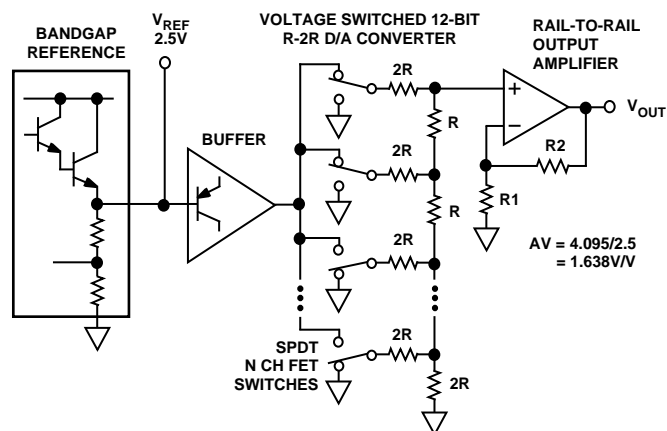 BANDGAP
REFERENCE
VREF
2.5V
BUFFER
VOLTAGE SWITCHED 12-BIT
R-2R D/A CONVERTER
RAIL-TO-RAIL
OUTPUT
AMPLIFIER
2R
R
2R
R
2R
2R
2R
SPDT
N CH FET
SWITCHES
+
–
VOUT
R2
R1
AV = 4.095/2.5
= 1.638V/V